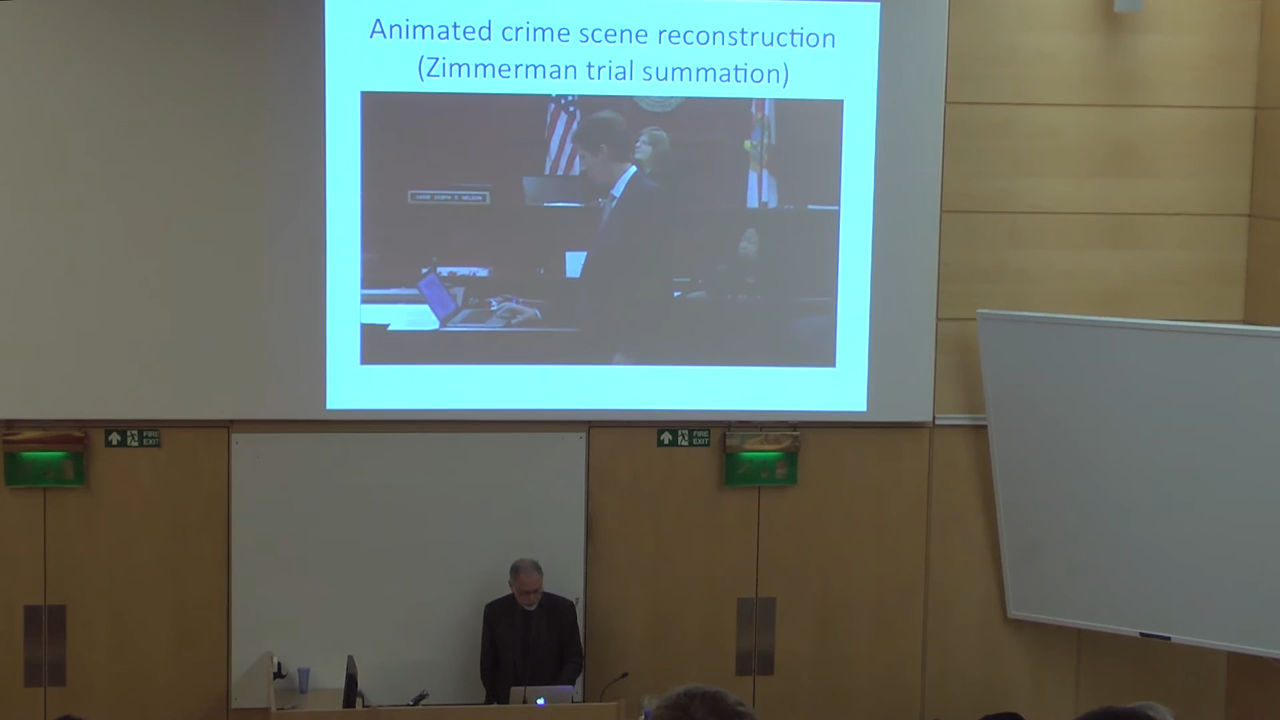 Animated crime scene reconstruction
(Zimmerman trial summation)
FIRE
EXIT
FIRE
EXIT